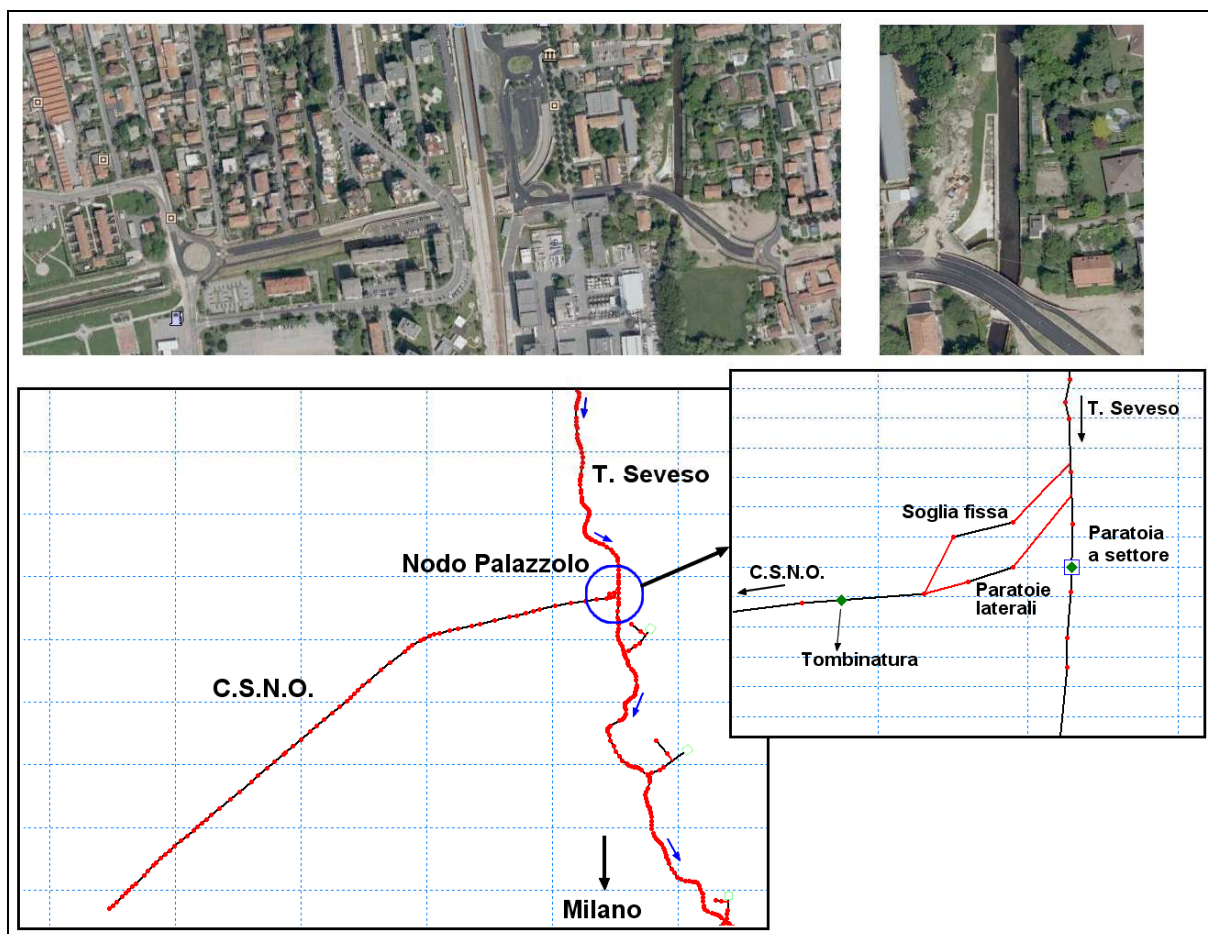 T. Seveso
Nodo Palazzolo
C.S.N.O.
Milano
T. Seveso
Soglia fissa
Paratoia
a settore
C.S.N.O.
Paratoie
laterali
Tombinatura